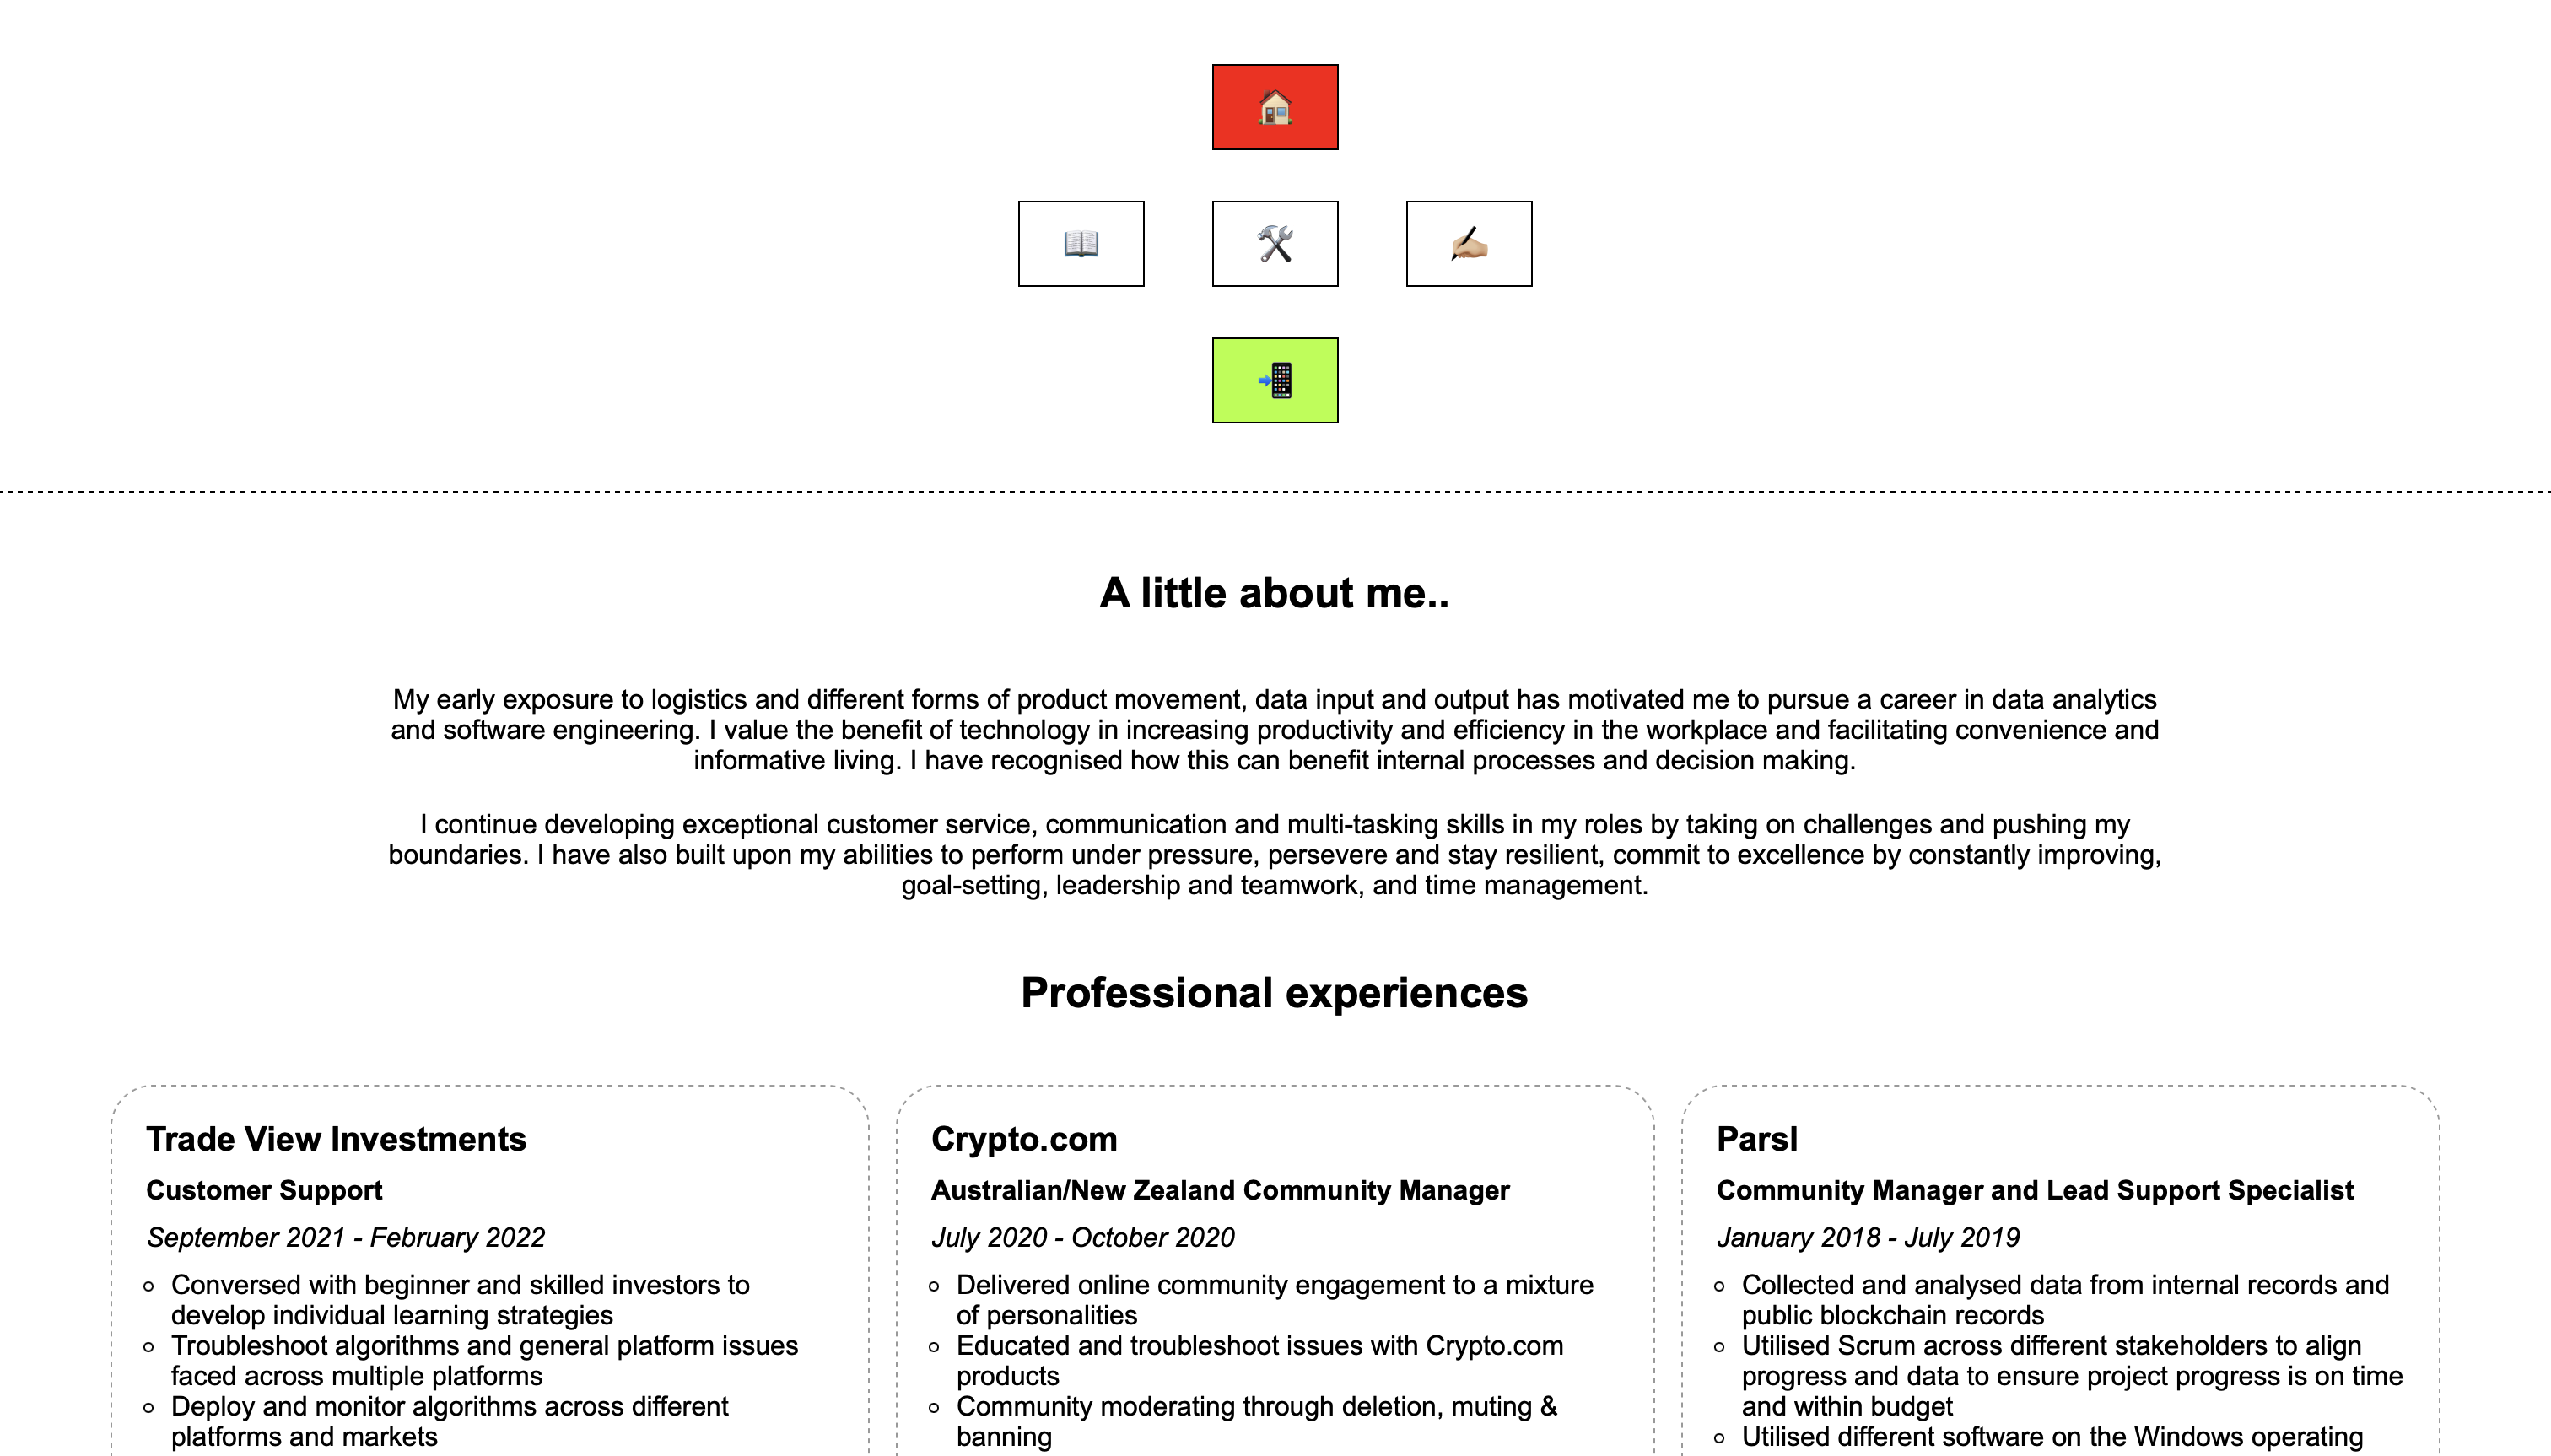 A little about me..
My early exposure to logistics and different forms of product movement, data input and output has motivated me to pursue a career in data analytics
and software engineering. I value the benefit of technology in increasing productivity and efficiency in the workplace and facilitating convenience and
informative living. I have recognised how this can benefit internal processes and decision making.
I continue developing exceptional customer service, communication and multi-tasking skills in my roles by taking on challenges and pushing my
boundaries. I have also built upon my abilities to perform under pressure, persevere and stay resilient, commit to excellence by constantly improving,
goal-setting, leadership and teamwork, and time management.
Professional experiences
Trade View Investments
Customer Support
September 2021 - February 2022
Conversed with beginner and skilled investors to
develop individual learning strategies
Troubleshoot algorithms and general platform issues
faced across multiple platforms
Deploy and monitor algorithms across different
platforms and markets
Crypto.com
Australian/New Zealand Community Manager
July 2020 - October 2020
Delivered online community engagement to a mixture
of personalities
Educated and troubleshoot issues with Crypto.com
products
Community moderating through deletion, muting &
banning
Parsl
Community Manager and Lead Support Specialist
January 2018 - July 2019
Collected and analysed data from internal records and
public blockchain records
Utilised Scrum across different stakeholders to align
progress and data to ensure project progress is on time
and within budget
Utilised different software on the Windows operating